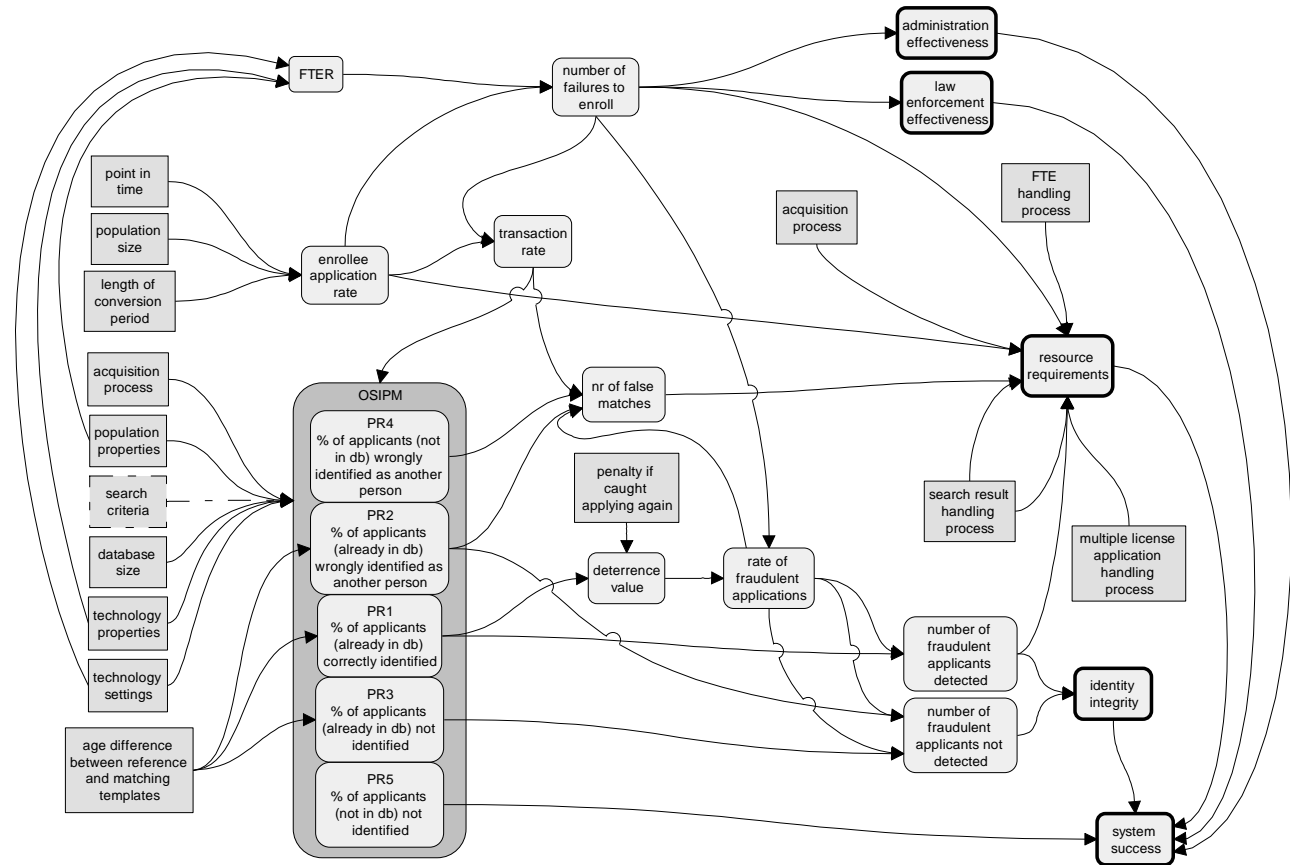 administration
effectiveness
FTER
number of
failures to
enroll
law
enforcement
effectiveness
point in
time
population
size
length of
conversion
period
enrollee
application
rate
transaction
rate
acquisition
process
FTE
handling
process
resource
requirements
acquisition
process
population
properties
search
criteria
database
size
technology
properties
technology
settings
age difference
between reference
and matching
templates
OSIPM
PR4
% of applicants (not
in db) wrongly
identified as another
person
PR2
% of applicants
(already in db)
wrongly identified as
another person
PR1
% of applicants
(already in db)
correctly identified
PR3
% of applicants
(already in db) not
identified
PR5
% of applicants
(not in db) not
identified
nr of false
matches
penalty if
caught
applying again
deterrence
value
rate of
fraudulent
applications
search result
handling
process
multiple license
application
handling
process
number of
fraudulent
applicants
detected
number of
fraudulent
applicants not
detected
identity
integrity
system
success